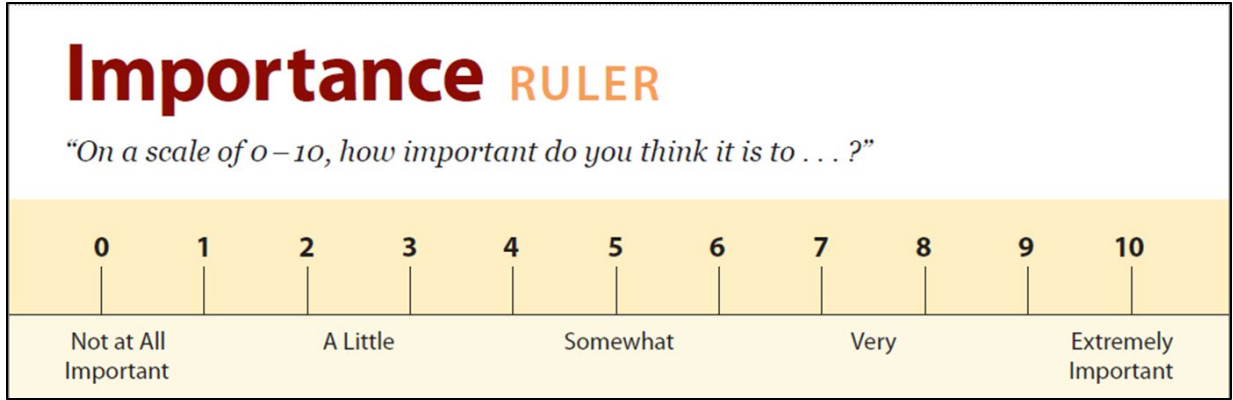 Importance RULER
“On a scale of 0–10, how important do you think it is to . . . ?”
0 1 2 3 4 5 6 7 8 9 10
Not at All A Little Somewhat Very Extremely
Important Important